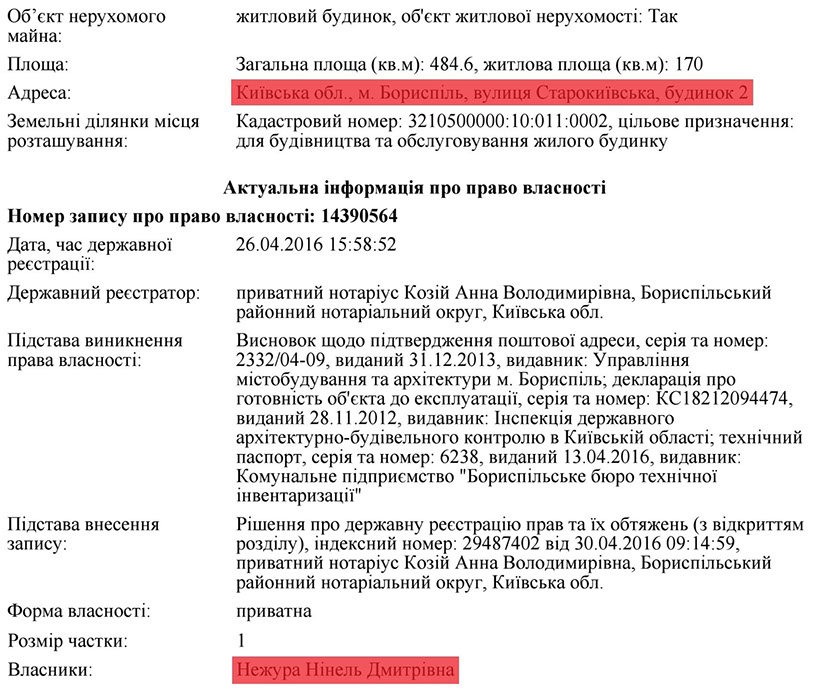 Об’єкт нерухомого житловий будинок, об'єкт житлової нерухомості: Так
майна:
Площа: Загальна площа (кв.м): 484.6, житлова площа (кв.м): 170
Адреса: Київська обл., м. Бориспіль, вулиця Старокиївська, будинок 2
Земельні ділянки місця Кадастровий номер: 3210500000:10:011:0002, цільове призначення:
розташування: для будівництва та обслуговування жилого будинку
Актуальна інформація про право власності
Номер запису про право власності: 14390564
Дата, час державної 26.04.2016 15:58:52
реєстрації:
Державний реєстратор: приватний нотаріус Козій Анна Володимирівна, Бориспільський
районний нотаріальний округ, Київська обл.
Підстава виникнення Висновок щодо підтвердження поштової адреси, серія та номер:
права власності: 2332/04-09, виданий 31.12.2013, видавник: Управління
містобудування та архітектури м. Бориспіль; декларація про
готовність об'єкта до експлуатації, серія та номер: КС18212094474,
виданий 28.11.2012, видавник: Інспекція державного
архітектурно-будівельного контролю в Київській області; технічний
паспорт, серія та номер: 6238, виданий 13.04.2016, видавник:
Комунальне підприємство "Бориспільське бюро технічної
інвентаризації"
Підстава внесення Рішення про державну реєстрацію прав та їх обтяжень (з відкриттям
запису: розділу), індексний номер: 29487402 від 30.04.2016 09:14:59,
приватний нотаріус Козій Анна Володимирівна, Бориспільський
районний нотаріальний округ, Київська обл.
Форма власності: приватна
Розмір частки: 1
Власники: Нежура Нінель Дмитрівна